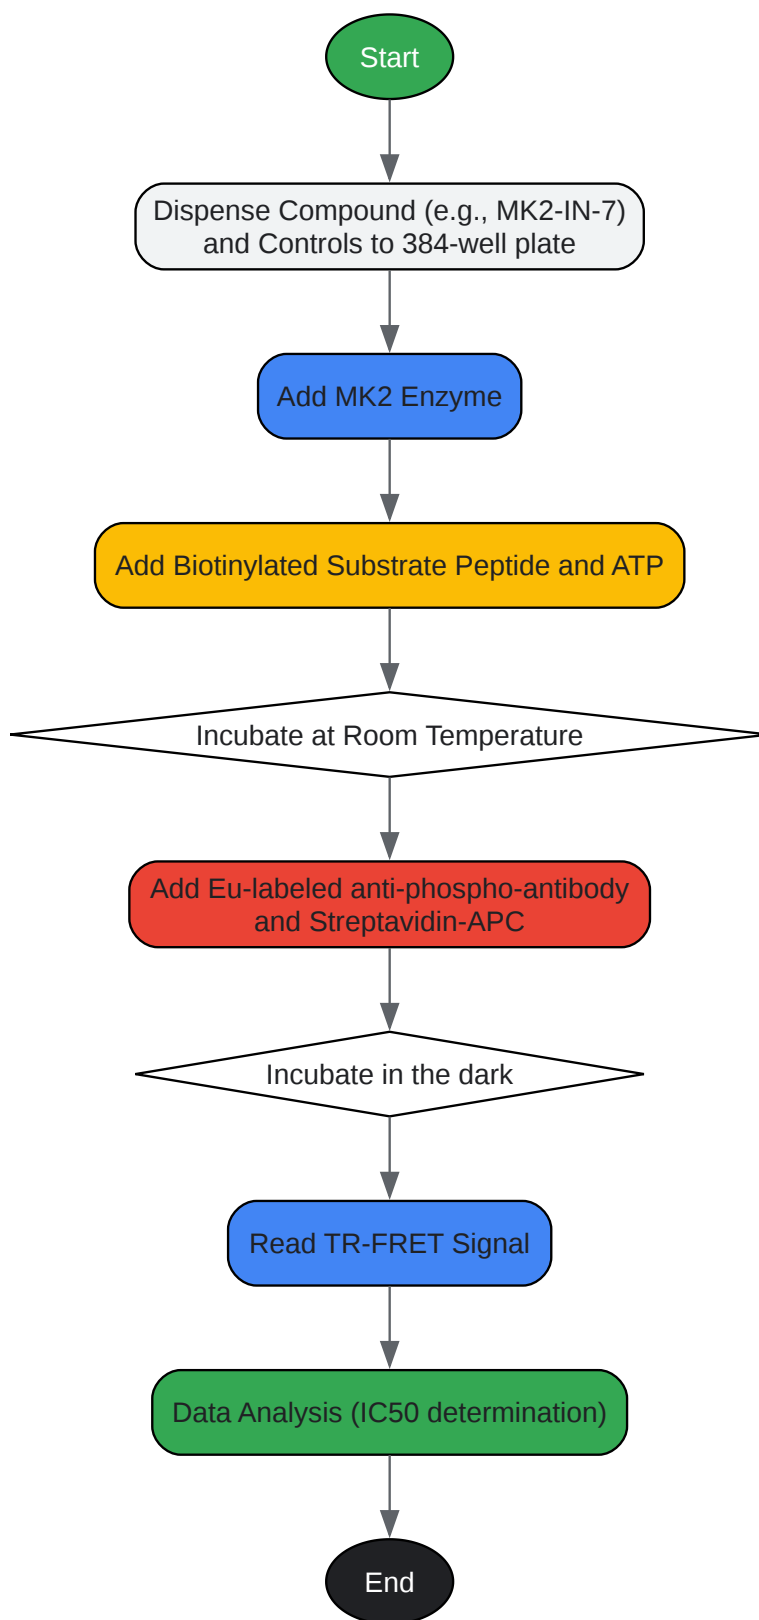 Start
Dispense Compound (e.g., MK2-IN-7)
and Controls to 384-well plate
Add MK2 Enzyme
Add Biotinylated Substrate Peptide and ATP
Incubate at Room Temperature
Add Eu-labeled anti-phospho-antibody
and Streptavidin-APC
Incubate in the dark
Read TR-FRET Signal
Data Analysis (IC50 determination)
End